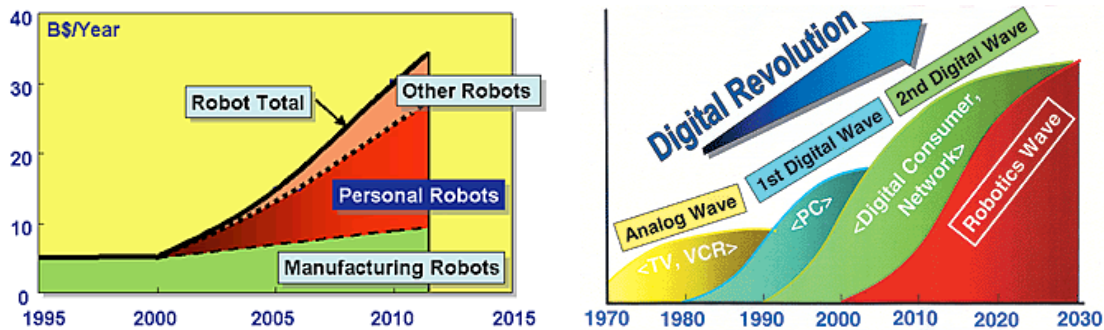 40
B$/Year
30
20
10
0
Robot Total
Other Robots
Personal Robots
Manufacturing Robots
1995 2000 2005 2010 2015
Digital Revolution
Analog Wave
1st Digital Wave
2nd Digital Wave
<TV, VCR>
<PC>
<Digital Consumer,
Network>
Robotics Wave
1970 1980 1990 2000 2010 2020 2030